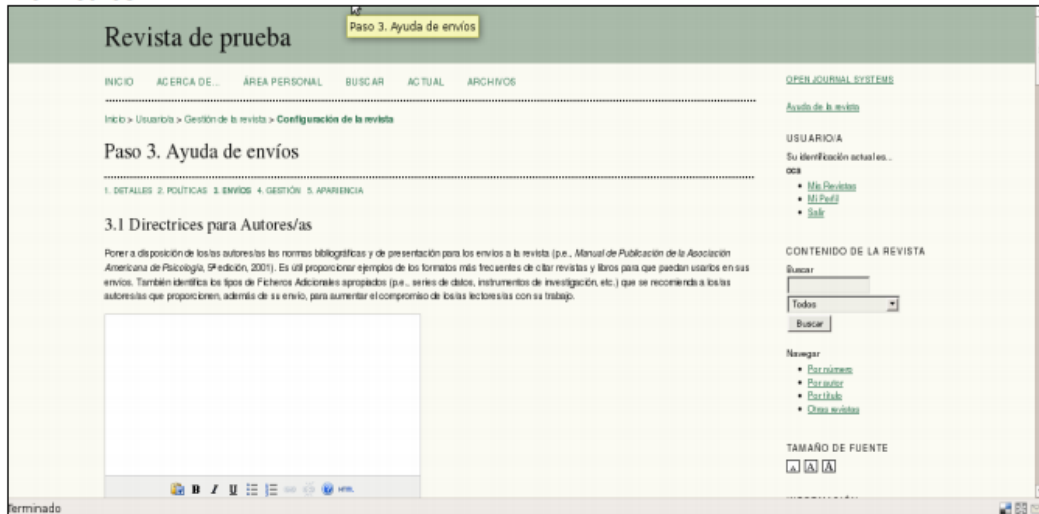 Revista de prueba
Paso 3. Ayuda de envíos
INICIO ACERCA DE... ÁREA PERSONAL BUSCAR ACTUAL ARCHIVOS
Inicio > Usuario/a > Gestión de la revista > Configuración de la revista
Paso 3. Ayuda de envíos
1. DETALLES 2. POLÍTICAS 3. ENVÍOS 4. GESTIÓN 5. APARIENCIA
3.1 Directrices para Autores/as
Poner a disposición de los/as autores/as las normas bibliográficas y de presentación para los envíos a la revista (p.e., Manual de Publicación de la Asociación
Americana de Psicología, 5ª edición, 2001). Es útil proporcionar ejemplos de los formatos más frecuentes de citar revistas y libros para que puedan usarlos en sus
envíos. También identifica los tipos de Ficheros Adicionales apropiados (p.e., series de datos, instrumentos de investigación, etc.) que se recomienda a los/as
autores/as que proporcionen, además de su envío, para aumentar el compromiso de los/as lectores/as con su trabajo.
B I U HTML
OPEN JOURNAL SYSTEMS
Ayuda de la revista
USUARIO/A
Su identificación actual es...
oca
Mis Revistas
Mi Perfil
Salir
CONTENIDO DE LA REVISTA
Buscar
Todos
Buscar
Navegar
Por número
Por autor
Por título
Otras revistas
TAMAÑO DE FUENTE
A A A
Terminado